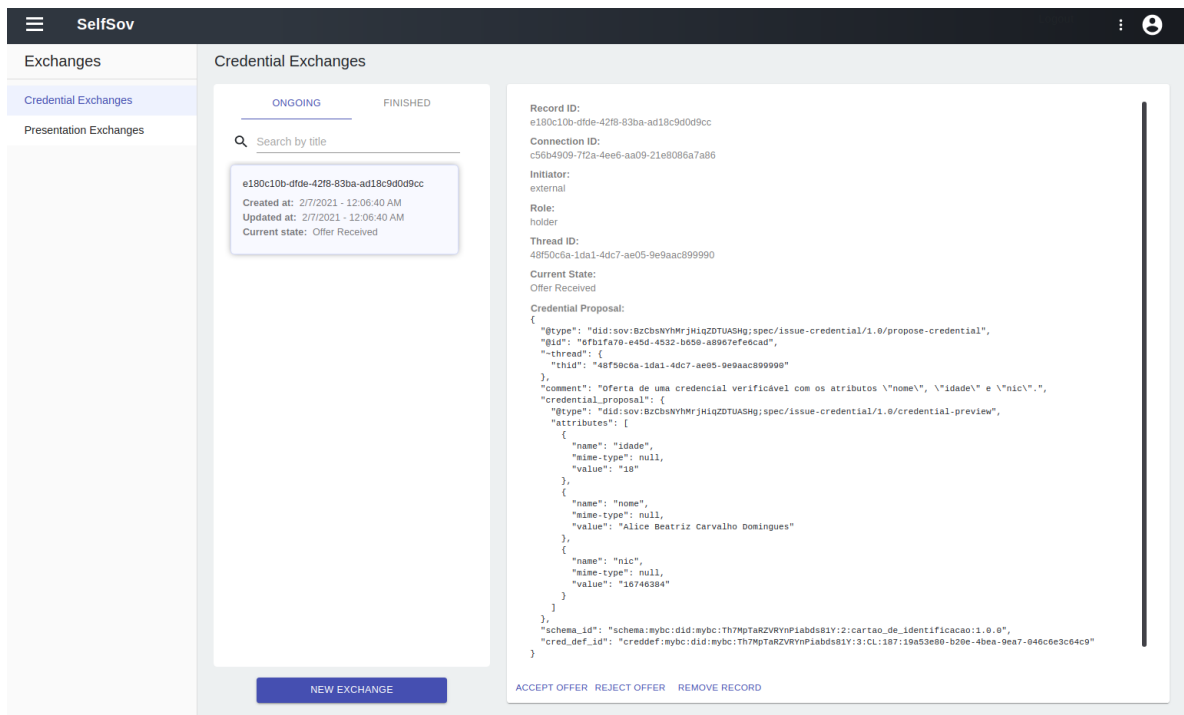 SelfSov
Exchanges
Credential Exchanges
Presentation Exchanges
Credential Exchanges
ONGOING
FINISHED
Search by title
e180c10b-dfde-42f8-83ba-ad18c9d0d9cc
Created at: 2/7/2021 - 12:06:40 AM
Updated at: 2/7/2021 - 12:06:40 AM
Current state: Offer Received
NEW EXCHANGE
Record ID:
e180c10b-dfde-42f8-83ba-ad18c9d0d9cc
Connection ID:
c56b4909-7f2a-4ee6-aa09-21e8086a7a86
Initiator:
external
Role:
holder
Thread ID:
48f50c6a-1da1-4dc7-ae05-9e9aac899990
Current State:
Offer Received
Credential Proposal:
{
"@type": "did:sov:BzCbsNYhMrjHiqZDTUASHg;spec/issue-credential/1.0/propose-credential",
"@id": "6fb1fa70-e45d-4532-b650-a8967efe6cad",
"~thread": {
"thid": "48f50c6a-1da1-4dc7-ae05-9e9aac899990"
},
"comment": "Oferta de uma credencial verificável com os atributos \"nome\", \"idade\" e \"nic\".",
"credential_proposal": {
"@type": "did:sov:BzCbsNYhMrjHiqZDTUASHg;spec/issue-credential/1.0/credential-preview",
"attributes": [
{
"name": "idade",
"mime-type": null,
"value": "18"
},
{
"name": "nome",
"mime-type": null,
"value": "Alice Beatriz Carvalho Domingues"
},
{
"name": "nic",
"mime-type": null,
"value": "16746384"
}
]
},
"schema_id": "schema:mybc:did:mybc:Th7MpTaRZVRYnPiabds81Y:2:cartao_de_identificacao:1.0.0",
"cred_def_id": "creddef:mybc:did:mybc:Th7MpTaRZVRYnPiabds81Y:3:CL:187:19a53e80-b20e-4bea-9ea7-046c6e3c64c9"
}
ACCEPT OFFER REJECT OFFER REMOVE RECORD